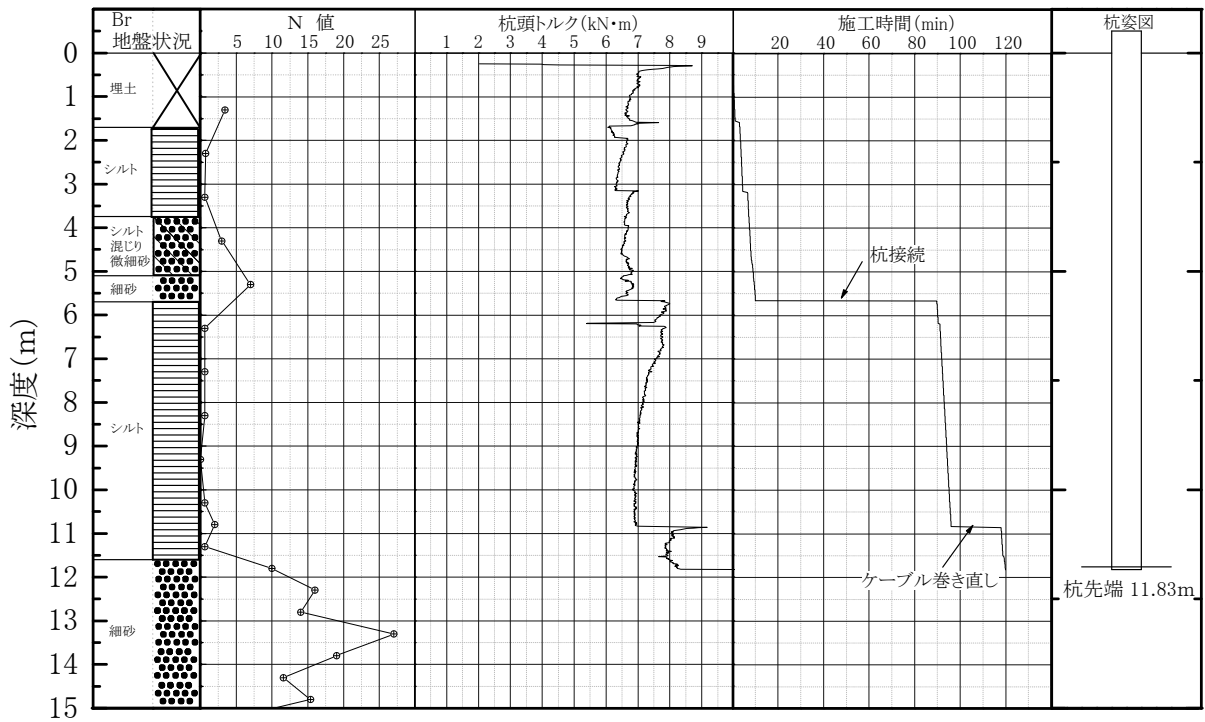 Br
地盤状況
N 値
5 15 25
杭頭トルク(kN・m)
1 2 3 4 5 6 7 8 9
施工時間(min)
20 40 60 80 100 120
杭姿図
深度(m)
0
1
2
3
4
5
6
7
8
9
10
11
12
13
14
15
埋土
シルト
シルト
混じり
微細砂
細砂
シルト
細砂
杭接続
ケーブル巻き直し
杭先端 11.83m